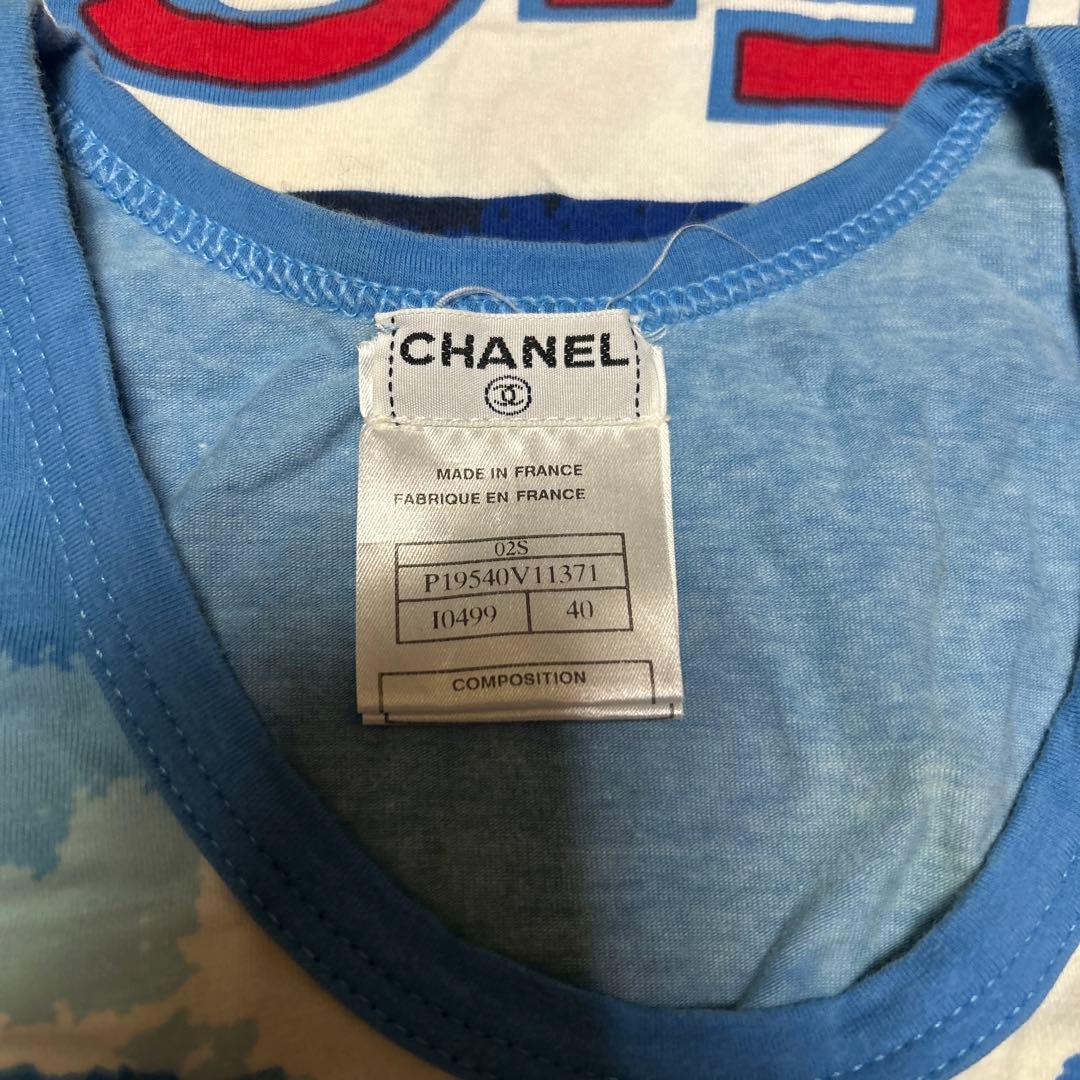 CHANEL
MADE IN FRANCE
FABRIQUE EN FRANCE
02S
P19540V11371
I0499 40
COMPOSITION